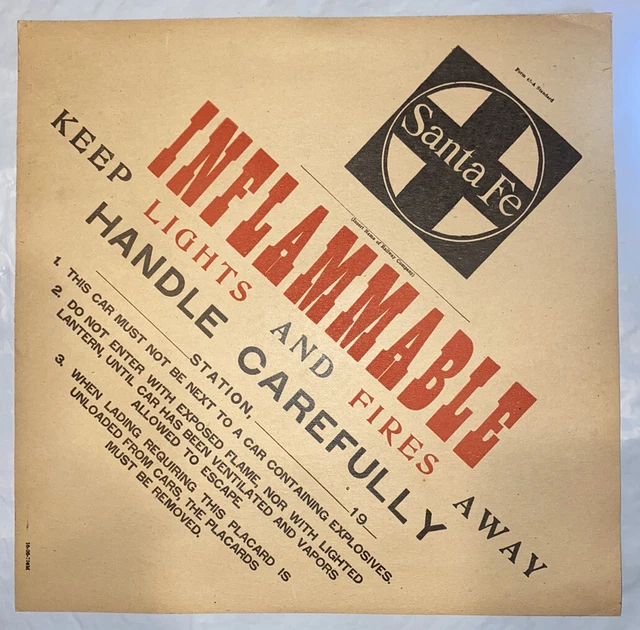 Form 63-A Standard
Santa Fe
(Insert Name of Railway Company)
INFLAMMABLE
KEEP LIGHTS AND FIRES AWAY
HANDLE CAREFULLY
STATION, 19
1. THIS CAR MUST NOT BE NEXT TO A CAR CONTAINING EXPLOSIVES.
2. DO NOT ENTER WITH EXPOSED FLAME, NOR WITH LIGHTED
LANTERN, UNTIL CAR HAS BEEN VENTILATED AND VAPORS
ALLOWED TO ESCAPE.
3. WHEN LADING REQUIRING THIS PLACARD IS
UNLOADED FROM CARS, THE PLACARDS
MUST BE REMOVED.